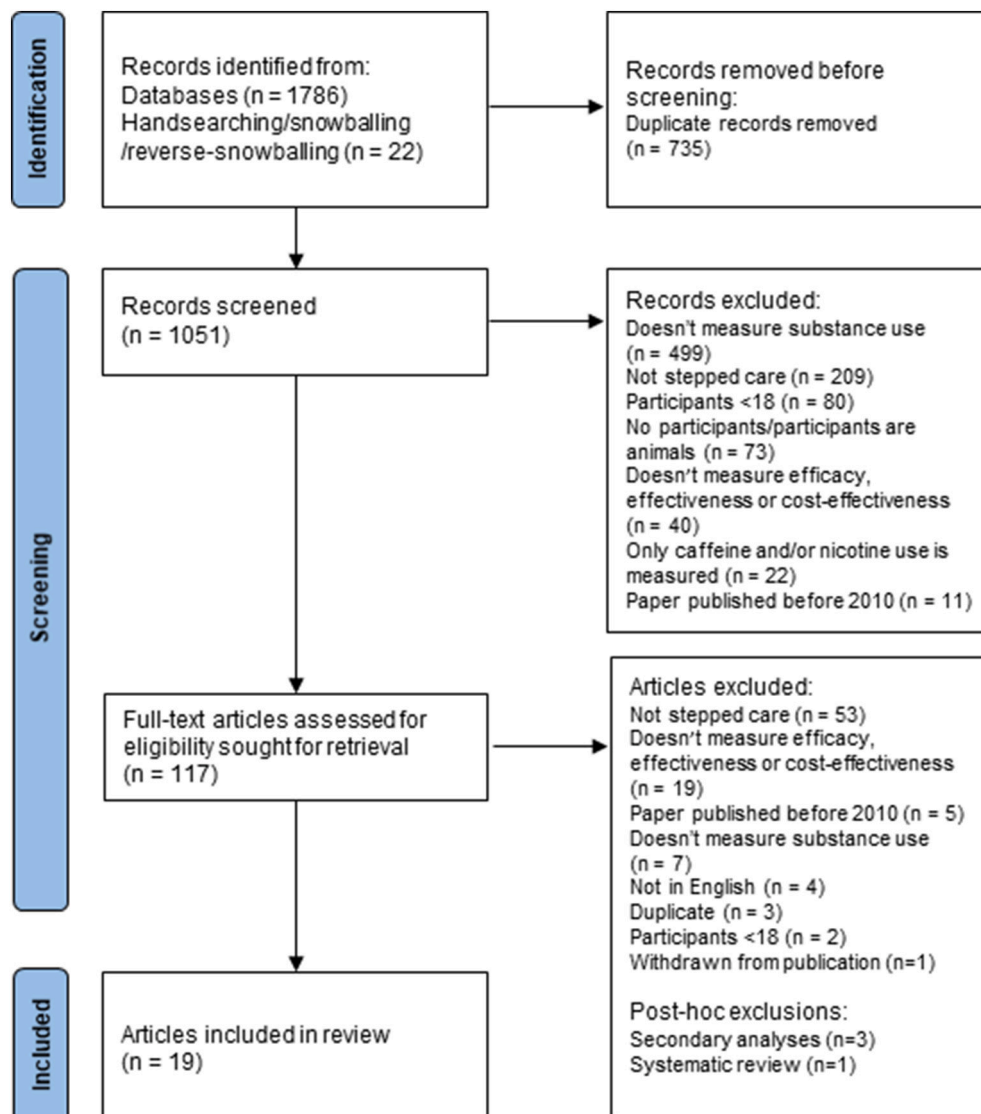 Identification
Records identified from:
Databases (n = 1786)
Handsearching/snowballing
/reverse-snowballing (n = 22)
Records removed before
screening:
Duplicate records removed
(n = 735)
Screening
Records screened
(n = 1051)
Records excluded:
Doesn't measure substance use
(n = 499)
Not stepped care (n = 209)
Participants <18 (n = 80)
No participants/participants are
animals (n = 73)
Doesn't measure efficacy,
effectiveness or cost-effectiveness
(n = 40)
Only caffeine and/or nicotine use is
measured (n = 22)
Paper published before 2010 (n = 11)
Full-text articles assessed for
eligibility sought for retrieval
(n = 117)
Articles excluded:
Not stepped care (n = 53)
Doesn't measure efficacy,
effectiveness or cost-effectiveness
(n = 19)
Paper published before 2010 (n = 5)
Doesn't measure substance use
(n = 7)
Not in English (n = 4)
Duplicate (n = 3)
Participants <18 (n = 2)
Withdrawn from publication (n=1)
Post-hoc exclusions:
Secondary analyses (n=3)
Systematic review (n=1)
Included
Articles included in review
(n = 19)